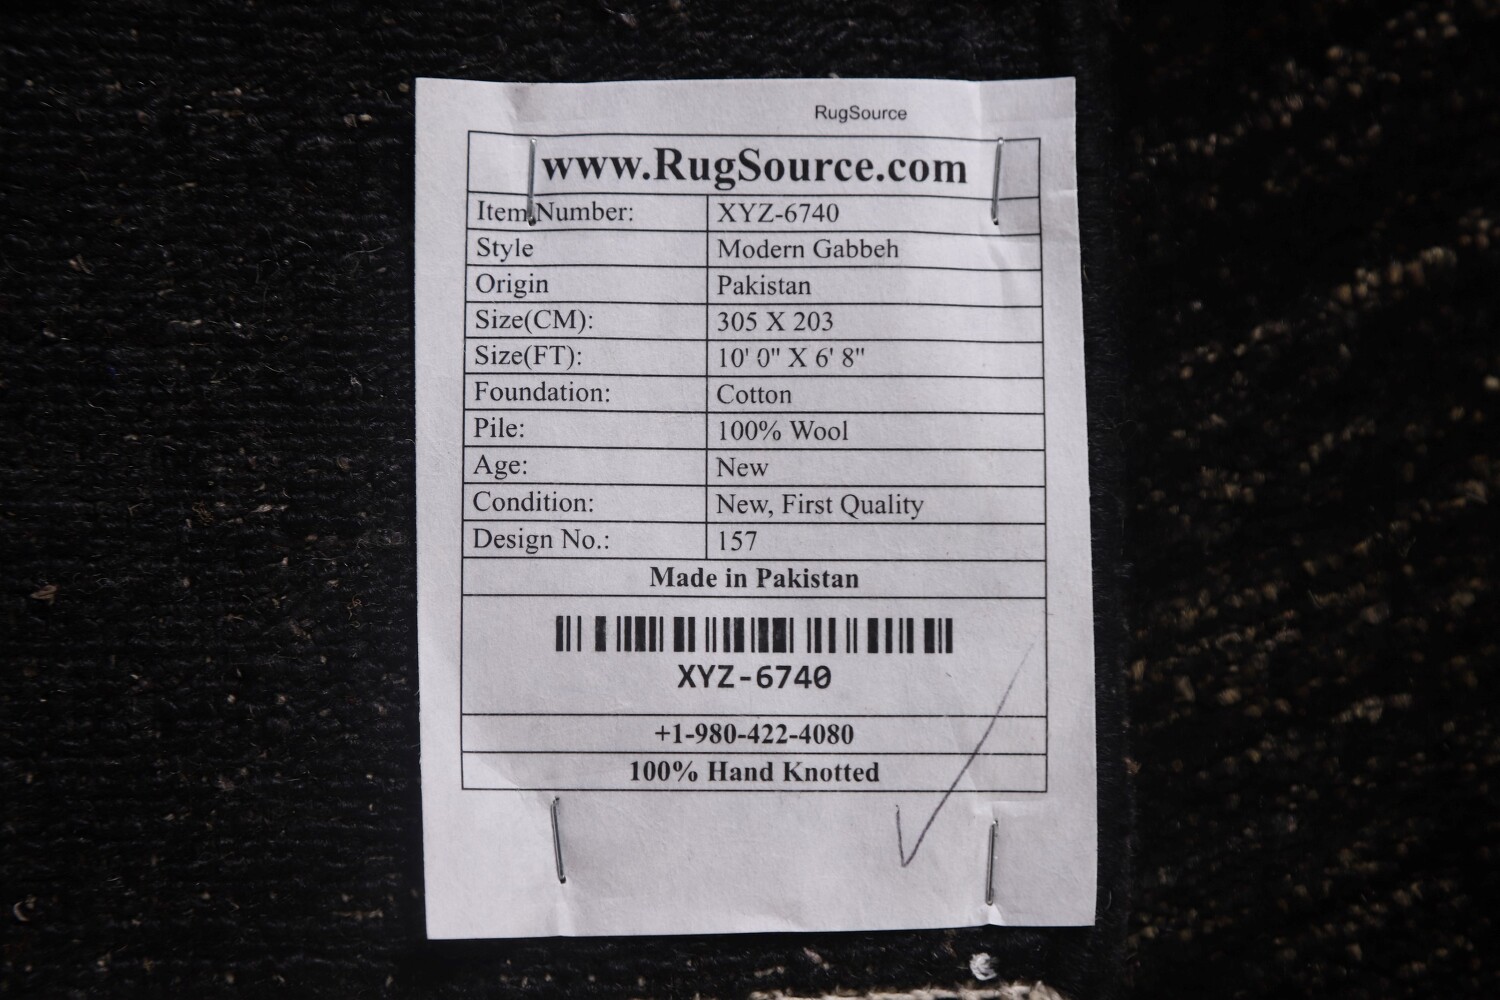 RugSource
www.RugSource.com
Item Number: XYZ-6740
Style Modern Gabbeh
Origin Pakistan
Size(CM): 305 X 203
Size(FT): 10' 0" X 6' 8"
Foundation: Cotton
Pile: 100% Wool
Age: New
Condition: New, First Quality
Design No.: 157
Made in Pakistan
XYZ-6740
+1-980-422-4080
100% Hand Knotted